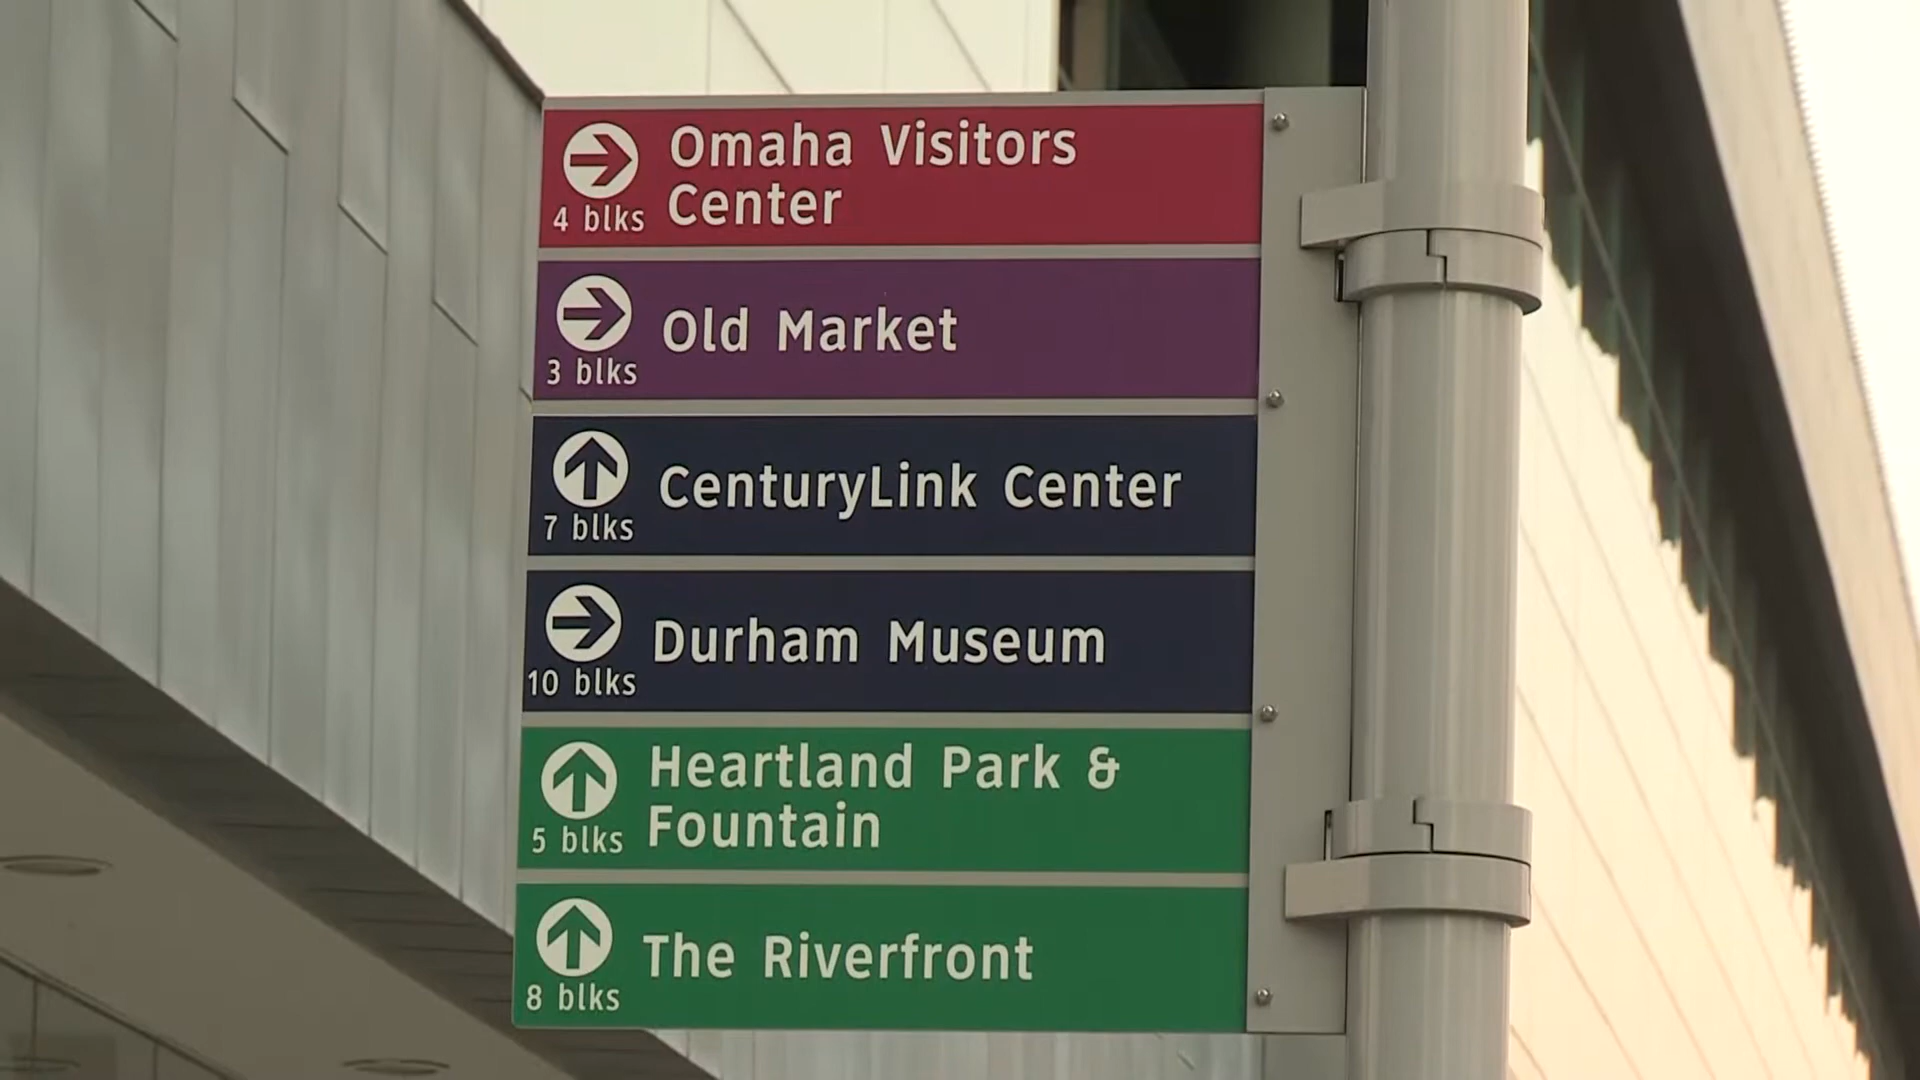 Omaha Visitors
Center
4 blks
Old Market
3 blks
CenturyLink Center
7 blks
Durham Museum
10 blks
Heartland Park &
Fountain
5 blks
The Riverfront
8 blks